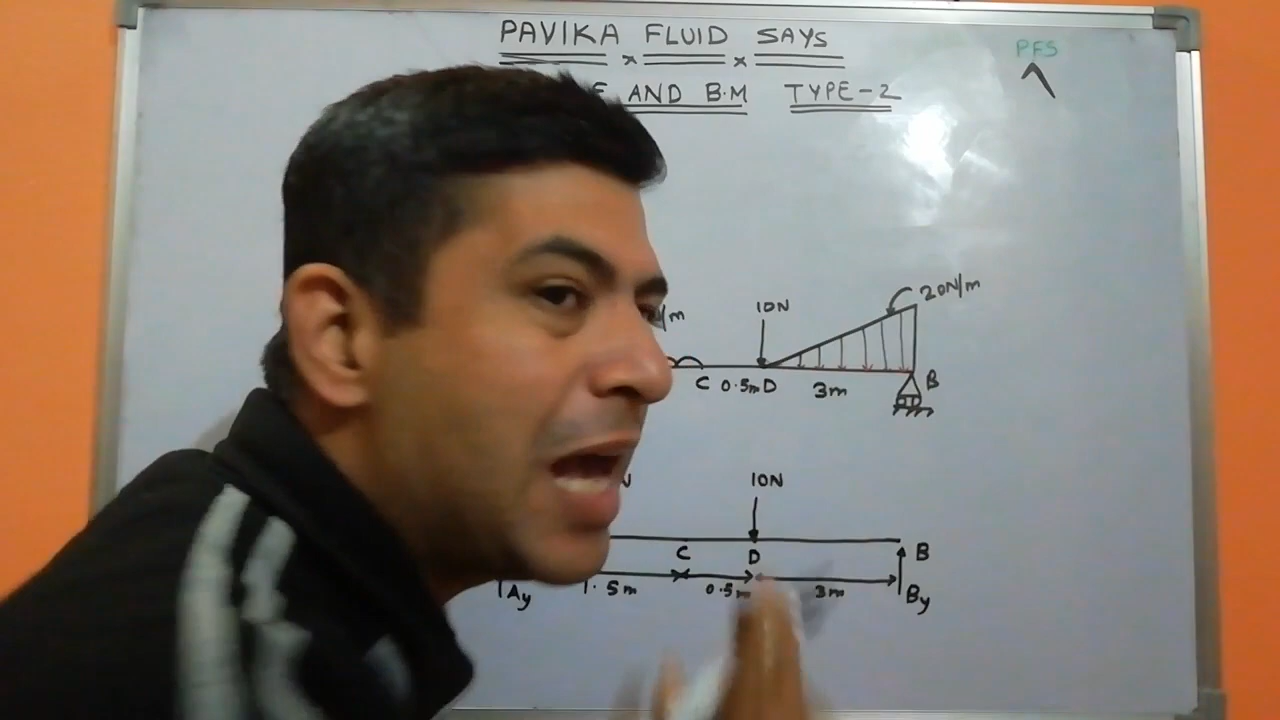 PAVIKA FLUID SAYS
PFS
AND B.M TYPE-2
/m
10N
20N/m
C 0.5m D 3m B
10N
C D B
Ay 1.5m 0.5m 3m By